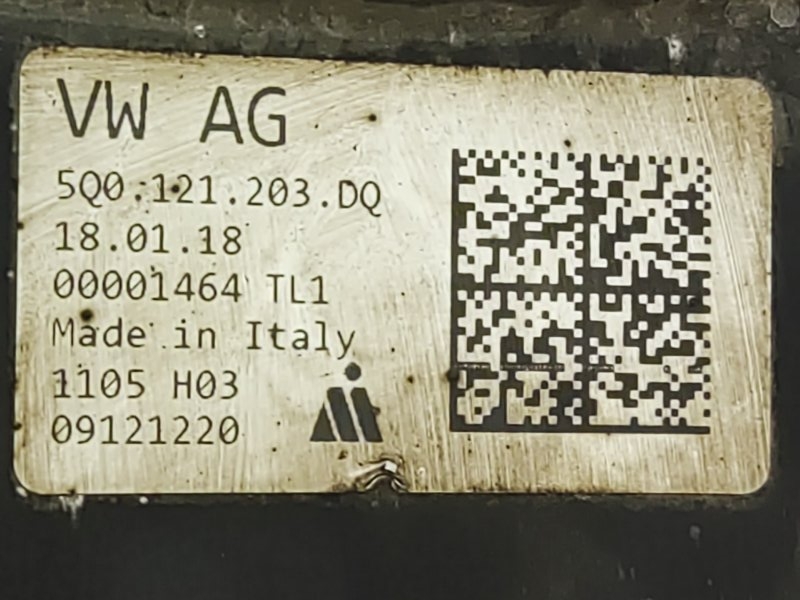 VW AG
5Q0.121.203.DQ
18.01.18
00001464 TL1
Made in Italy
1105 H03
09121220